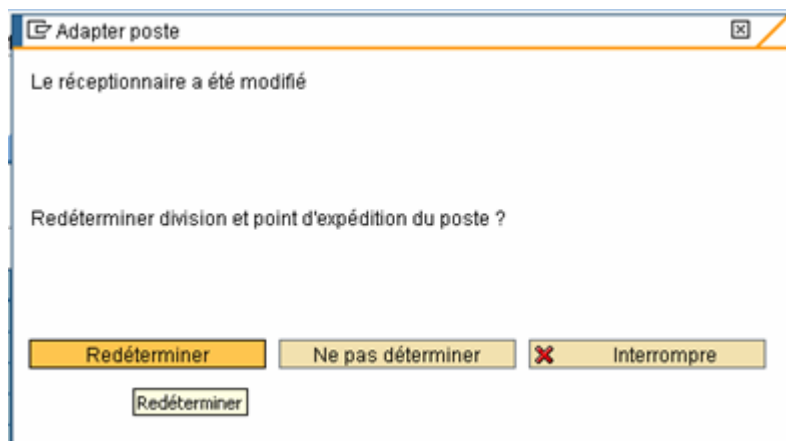 Adapter poste
Le réceptionnaire a été modifié
Redéterminer division et point d'expédition du poste ?
Redéterminer
Ne pas déterminer
Interrompre
Redéterminer